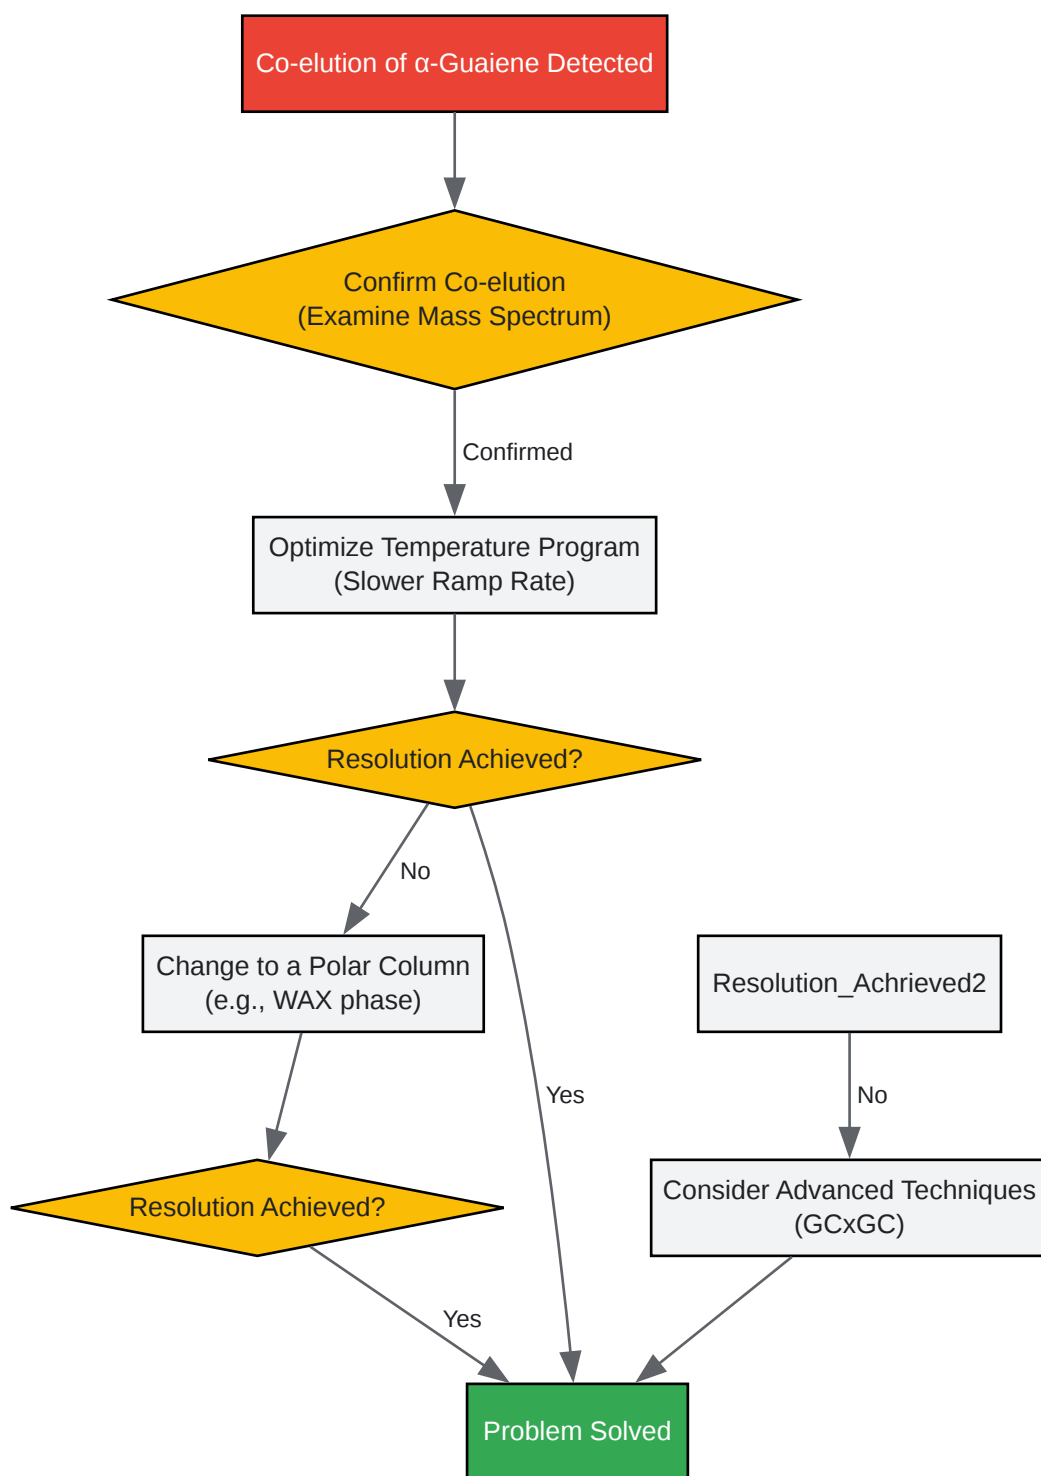 Co-elution of α-Guaiene Detected
Confirm Co-elution
(Examine Mass Spectrum)
Confirmed
Optimize Temperature Program
(Slower Ramp Rate)
Resolution Achieved?
No
Change to a Polar Column
(e.g., WAX phase)
Resolution_Achrieved2
Yes
No
Resolution Achieved?
Consider Advanced Techniques
(GCxGC)
Yes
Problem Solved